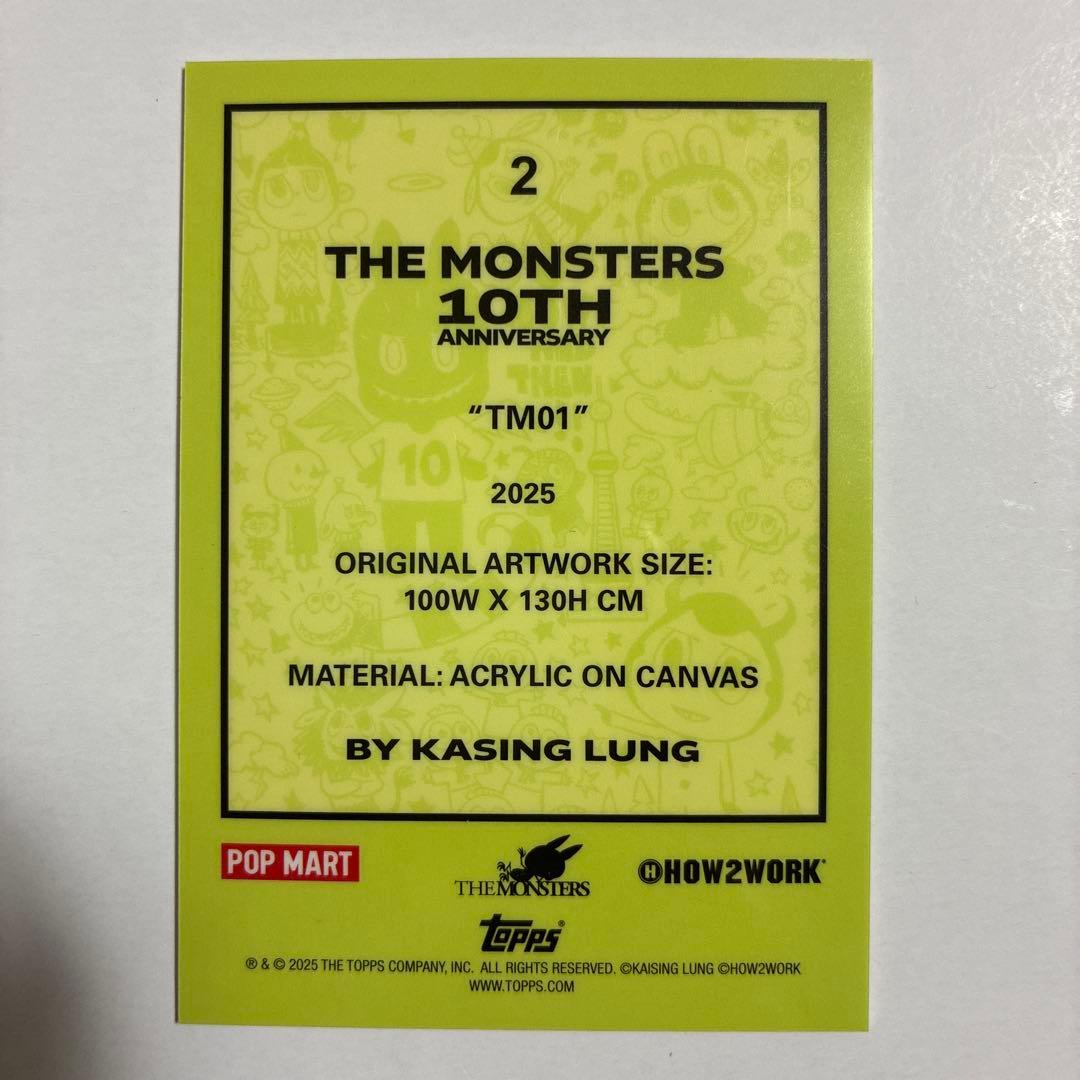 2
THE MONSTERS
10TH
ANNIVERSARY
THEN
"TM01"
10
2025
ORIGINAL ARTWORK SIZE:
100W X 130H CM
MATERIAL: ACRYLIC ON CANVAS
BY KASING LUNG
POP MART
THE MONSTERS
H HOW2WORK
topps®
® & © 2025 THE TOPPS COMPANY, INC. ALL RIGHTS RESERVED. ©KAISING LUNG ©HOW2WORK
WWW.TOPPS.COM